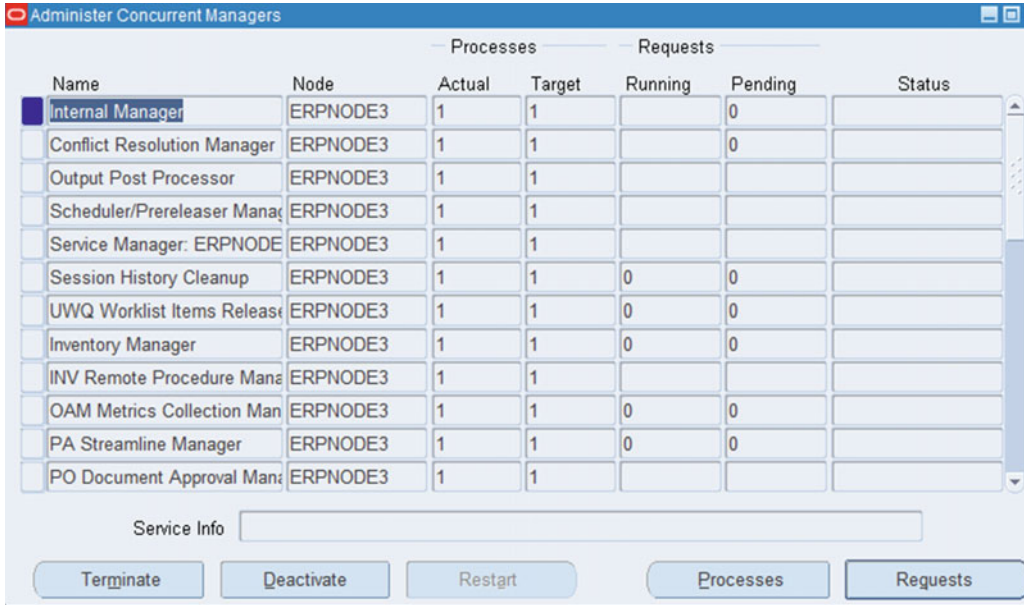 Administer Concurrent Managers
Processes Requests
Name Node Actual Target Running Pending Status
Internal Manager ERPNODE3 1 1 0
Conflict Resolution Manager ERPNODE3 1 1 0
Output Post Processor ERPNODE3 1 1
Scheduler/Prereleaser Manag ERPNODE3 1 1
Service Manager: ERPNODE ERPNODE3 1 1
Session History Cleanup ERPNODE3 1 1 0 0
UWQ Worklist Items Release ERPNODE3 1 1 0 0
Inventory Manager ERPNODE3 1 1 0 0
INV Remote Procedure Mana ERPNODE3 1 1
OAM Metrics Collection Man ERPNODE3 1 1 0 0
PA Streamline Manager ERPNODE3 1 1 0 0
PO Document Approval Mana ERPNODE3 1 1
Service Info
Terminate Deactivate Restart Processes Requests